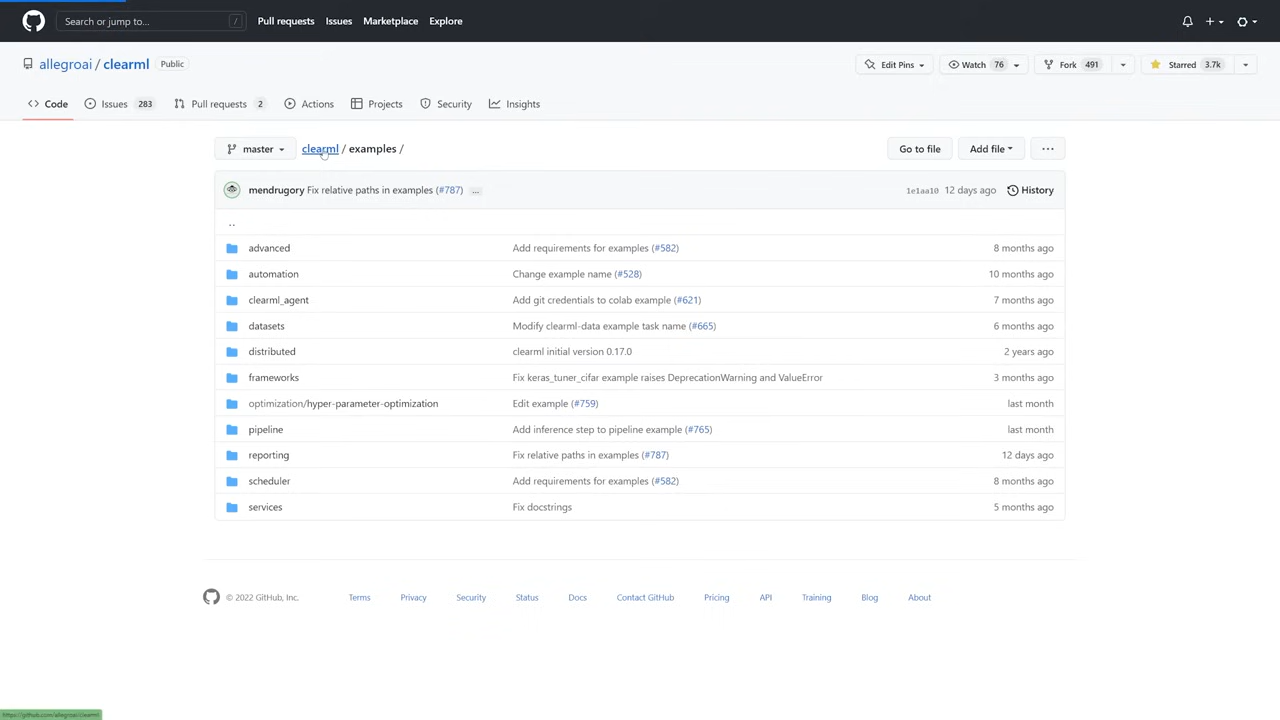 Search or jump to... / Pull requests Issues Marketplace Explore
allegroai / clearml Public Edit Pins Watch 76 Fork 491 Starred 3.7k
Code Issues 283 Pull requests 2 Actions Projects Security Insights
master clearml / examples / Go to file Add file ...
mendrugory Fix relative paths in examples (#787) ... 1e1aa10 12 days ago History
..
advanced Add requirements for examples (#582) 8 months ago
automation Change example name (#528) 10 months ago
clearml_agent Add git credentials to colab example (#621) 7 months ago
datasets Modify clearml-data example task name (#665) 6 months ago
distributed clearml initial version 0.17.0 2 years ago
frameworks Fix keras_tuner_cifar example raises DeprecationWarning and ValueError 3 months ago
optimization/hyper-parameter-optimization Edit example (#759) last month
pipeline Add inference step to pipeline example (#765) last month
reporting Fix relative paths in examples (#787) 12 days ago
scheduler Add requirements for examples (#582) 8 months ago
services Fix docstrings 5 months ago
© 2022 GitHub, Inc. Terms Privacy Security Status Docs Contact GitHub Pricing API Training Blog About
https://github.com/allegroai/clearml